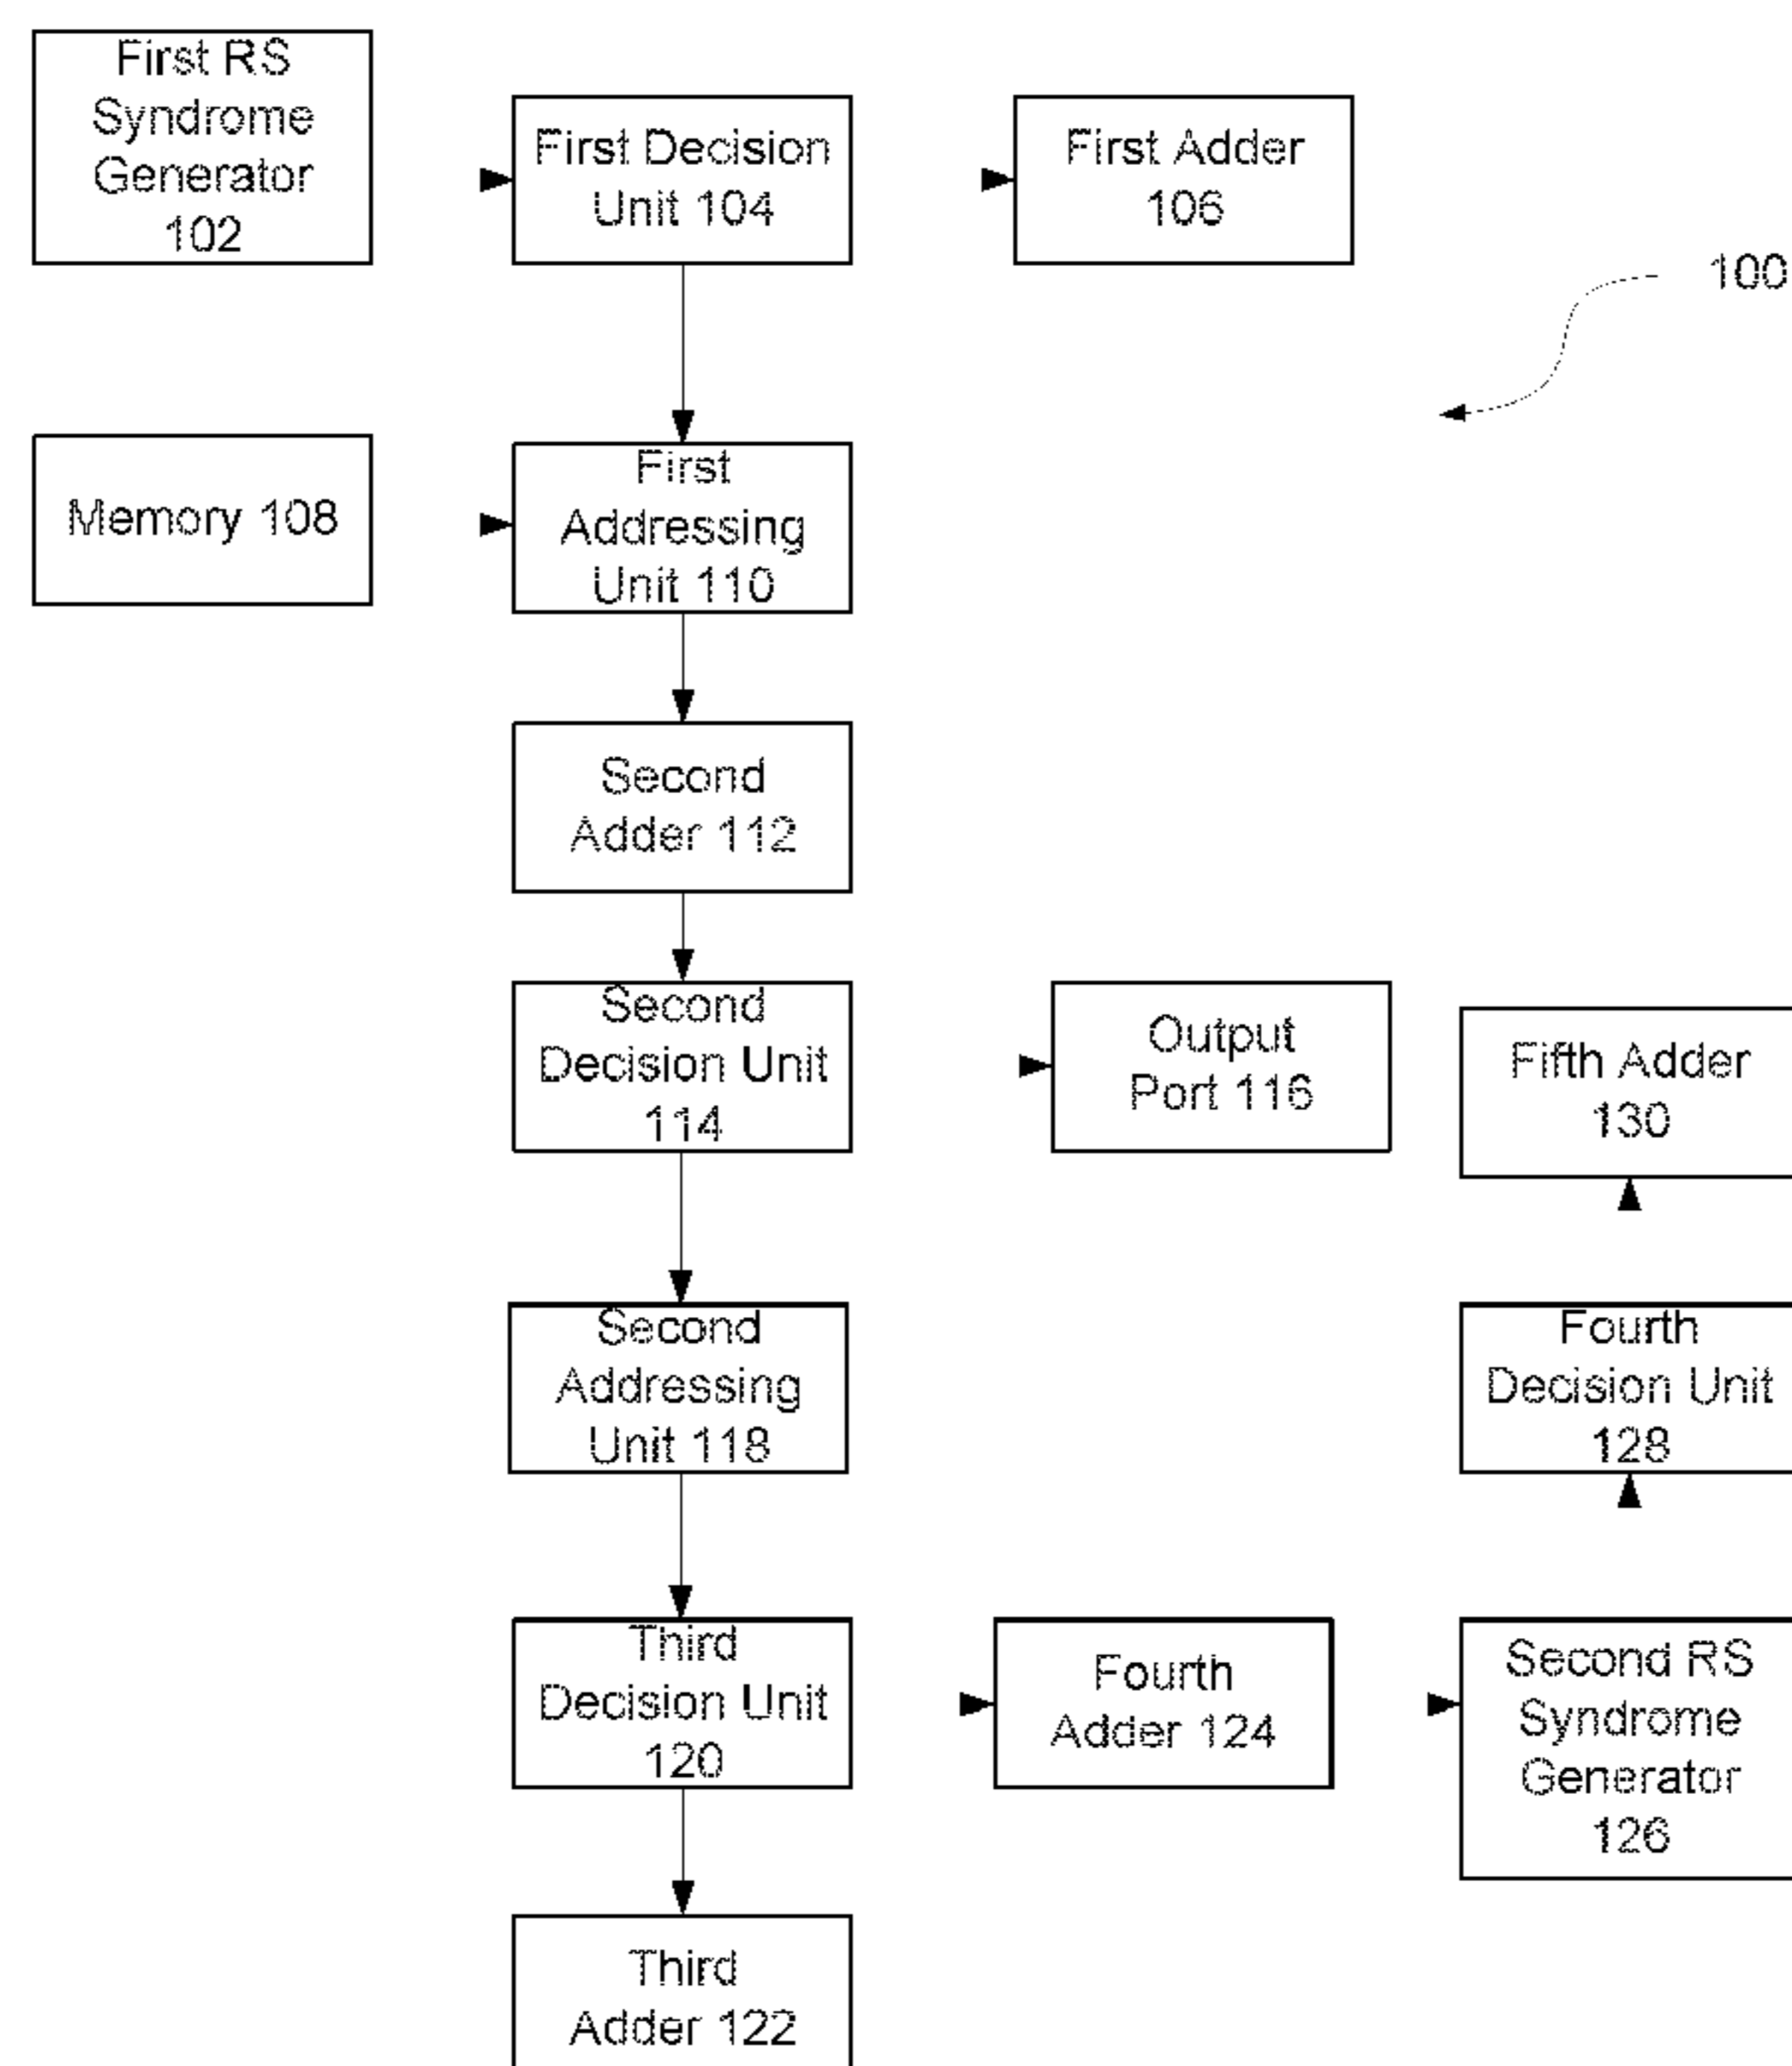 First RS
Syndrome
Generator
102
First Decision
Unit 104
First Adder
106
100
Memory 108
First
Addressing
Unit 110
Second
Adder 112
Second
Decision Unit
114
Output
Port 116
Fifth Adder
130
Second
Addressing
Unit 118
Fourth
Decision Unit
128
Third
Decision Unit
120
Fourth
Adder 124
Second RS
Syndrome
Generator
126
Third
Adder 122